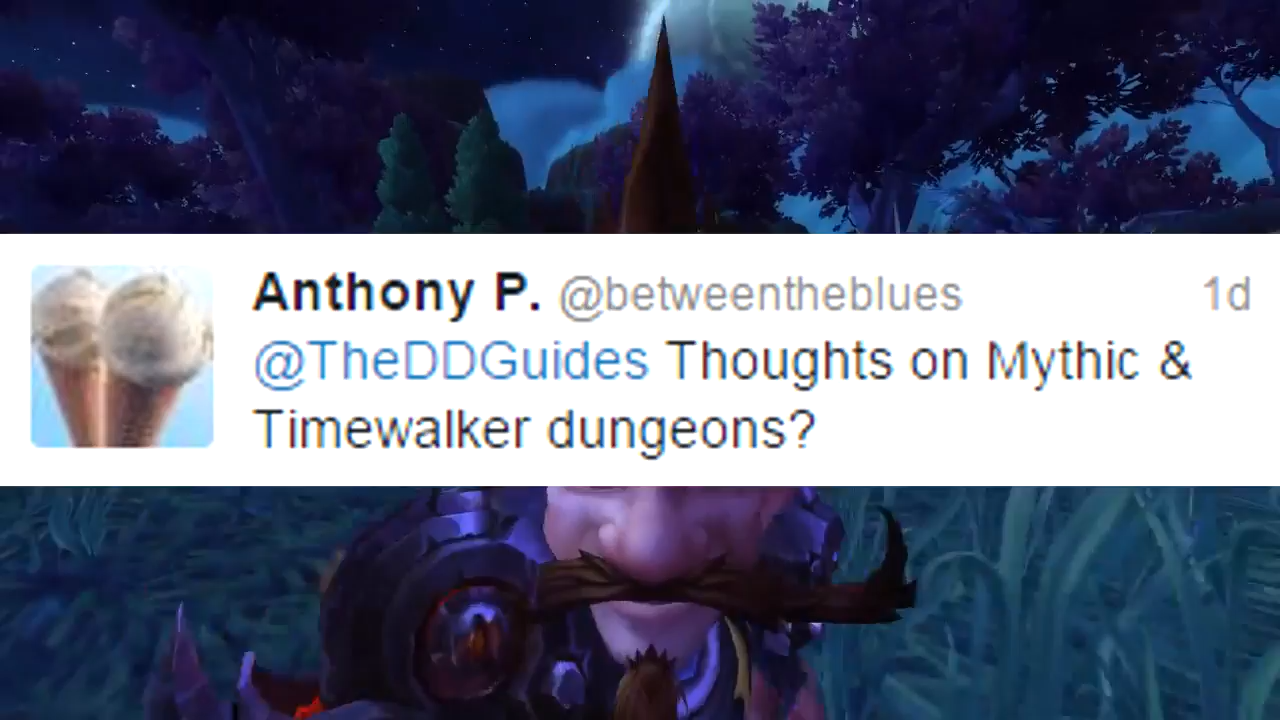 Anthony P. @betweentheblues 1d
@TheDDGuides Thoughts on Mythic &
Timewalker dungeons?